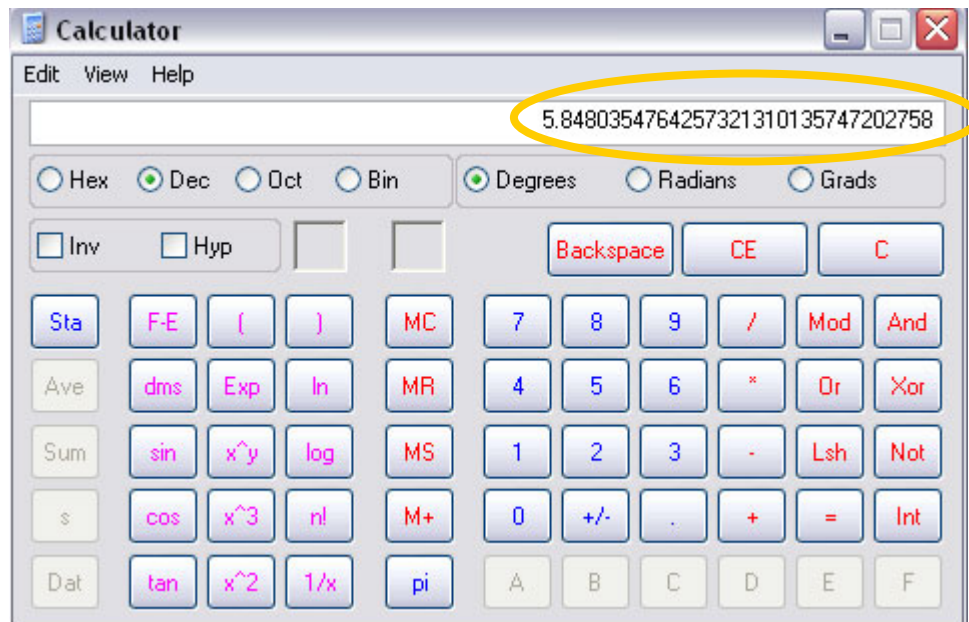 Calculator
Edit View Help
5.8480354764257321310135747202758
Hex Dec Oct Bin Degrees Radians Grads
Inv Hyp Backspace CE C
Sta F-E ( ) MC 7 8 9 / Mod And
Ave dms Exp ln MR 4 5 6 * Or Xor
Sum sin x^y log MS 1 2 3 - Lsh Not
s cos x^3 n! M+ 0 +/- . + = Int
Dat tan x^2 1/x pi A B C D E F